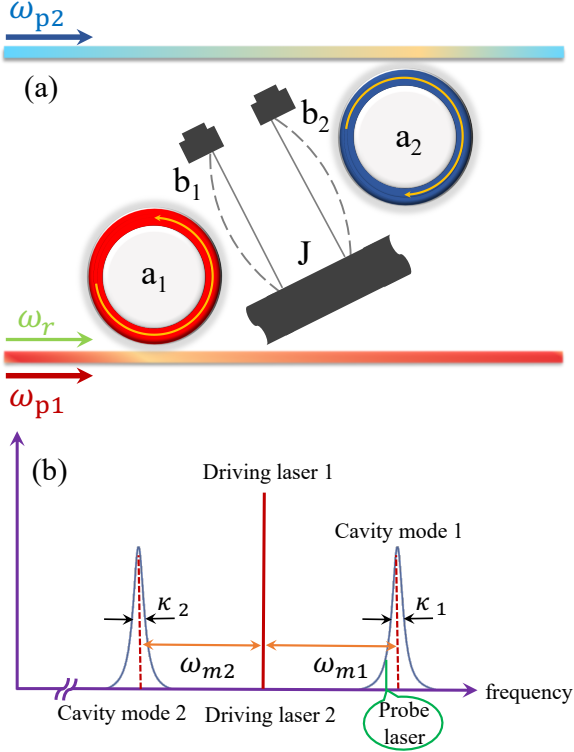 ω_p2
(a)
b_2
a_2
b_1
J
a_1
ω_r
ω_p1
(b)
Driving laser 1
Cavity mode 1
κ_2
κ_1
ω_m2
ω_m1
frequency
Cavity mode 2
Driving laser 2
Probe
laser